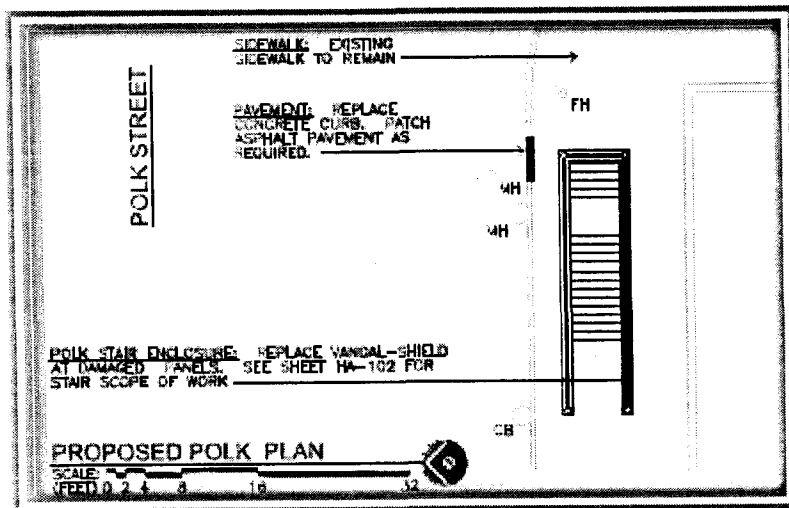 SIDEWALK: EXISTING
SIDEWALK TO REMAIN
FH
POLK STREET
PAVEMENT: REPLACE
CONCRETE CURB. PATCH
ASPHALT PAVEMENT AS
REQUIRED.
MH
MH
POLK STAIR ENCLOSURE: REPLACE VANDAL-SHIELD
AT DAMAGED PANELS. SEE SHEET HA-102 FOR
STAIR SCOPE OF WORK
CB
PROPOSED POLK PLAN
SCALE:
(FEET) 0 2 4 8 16 32